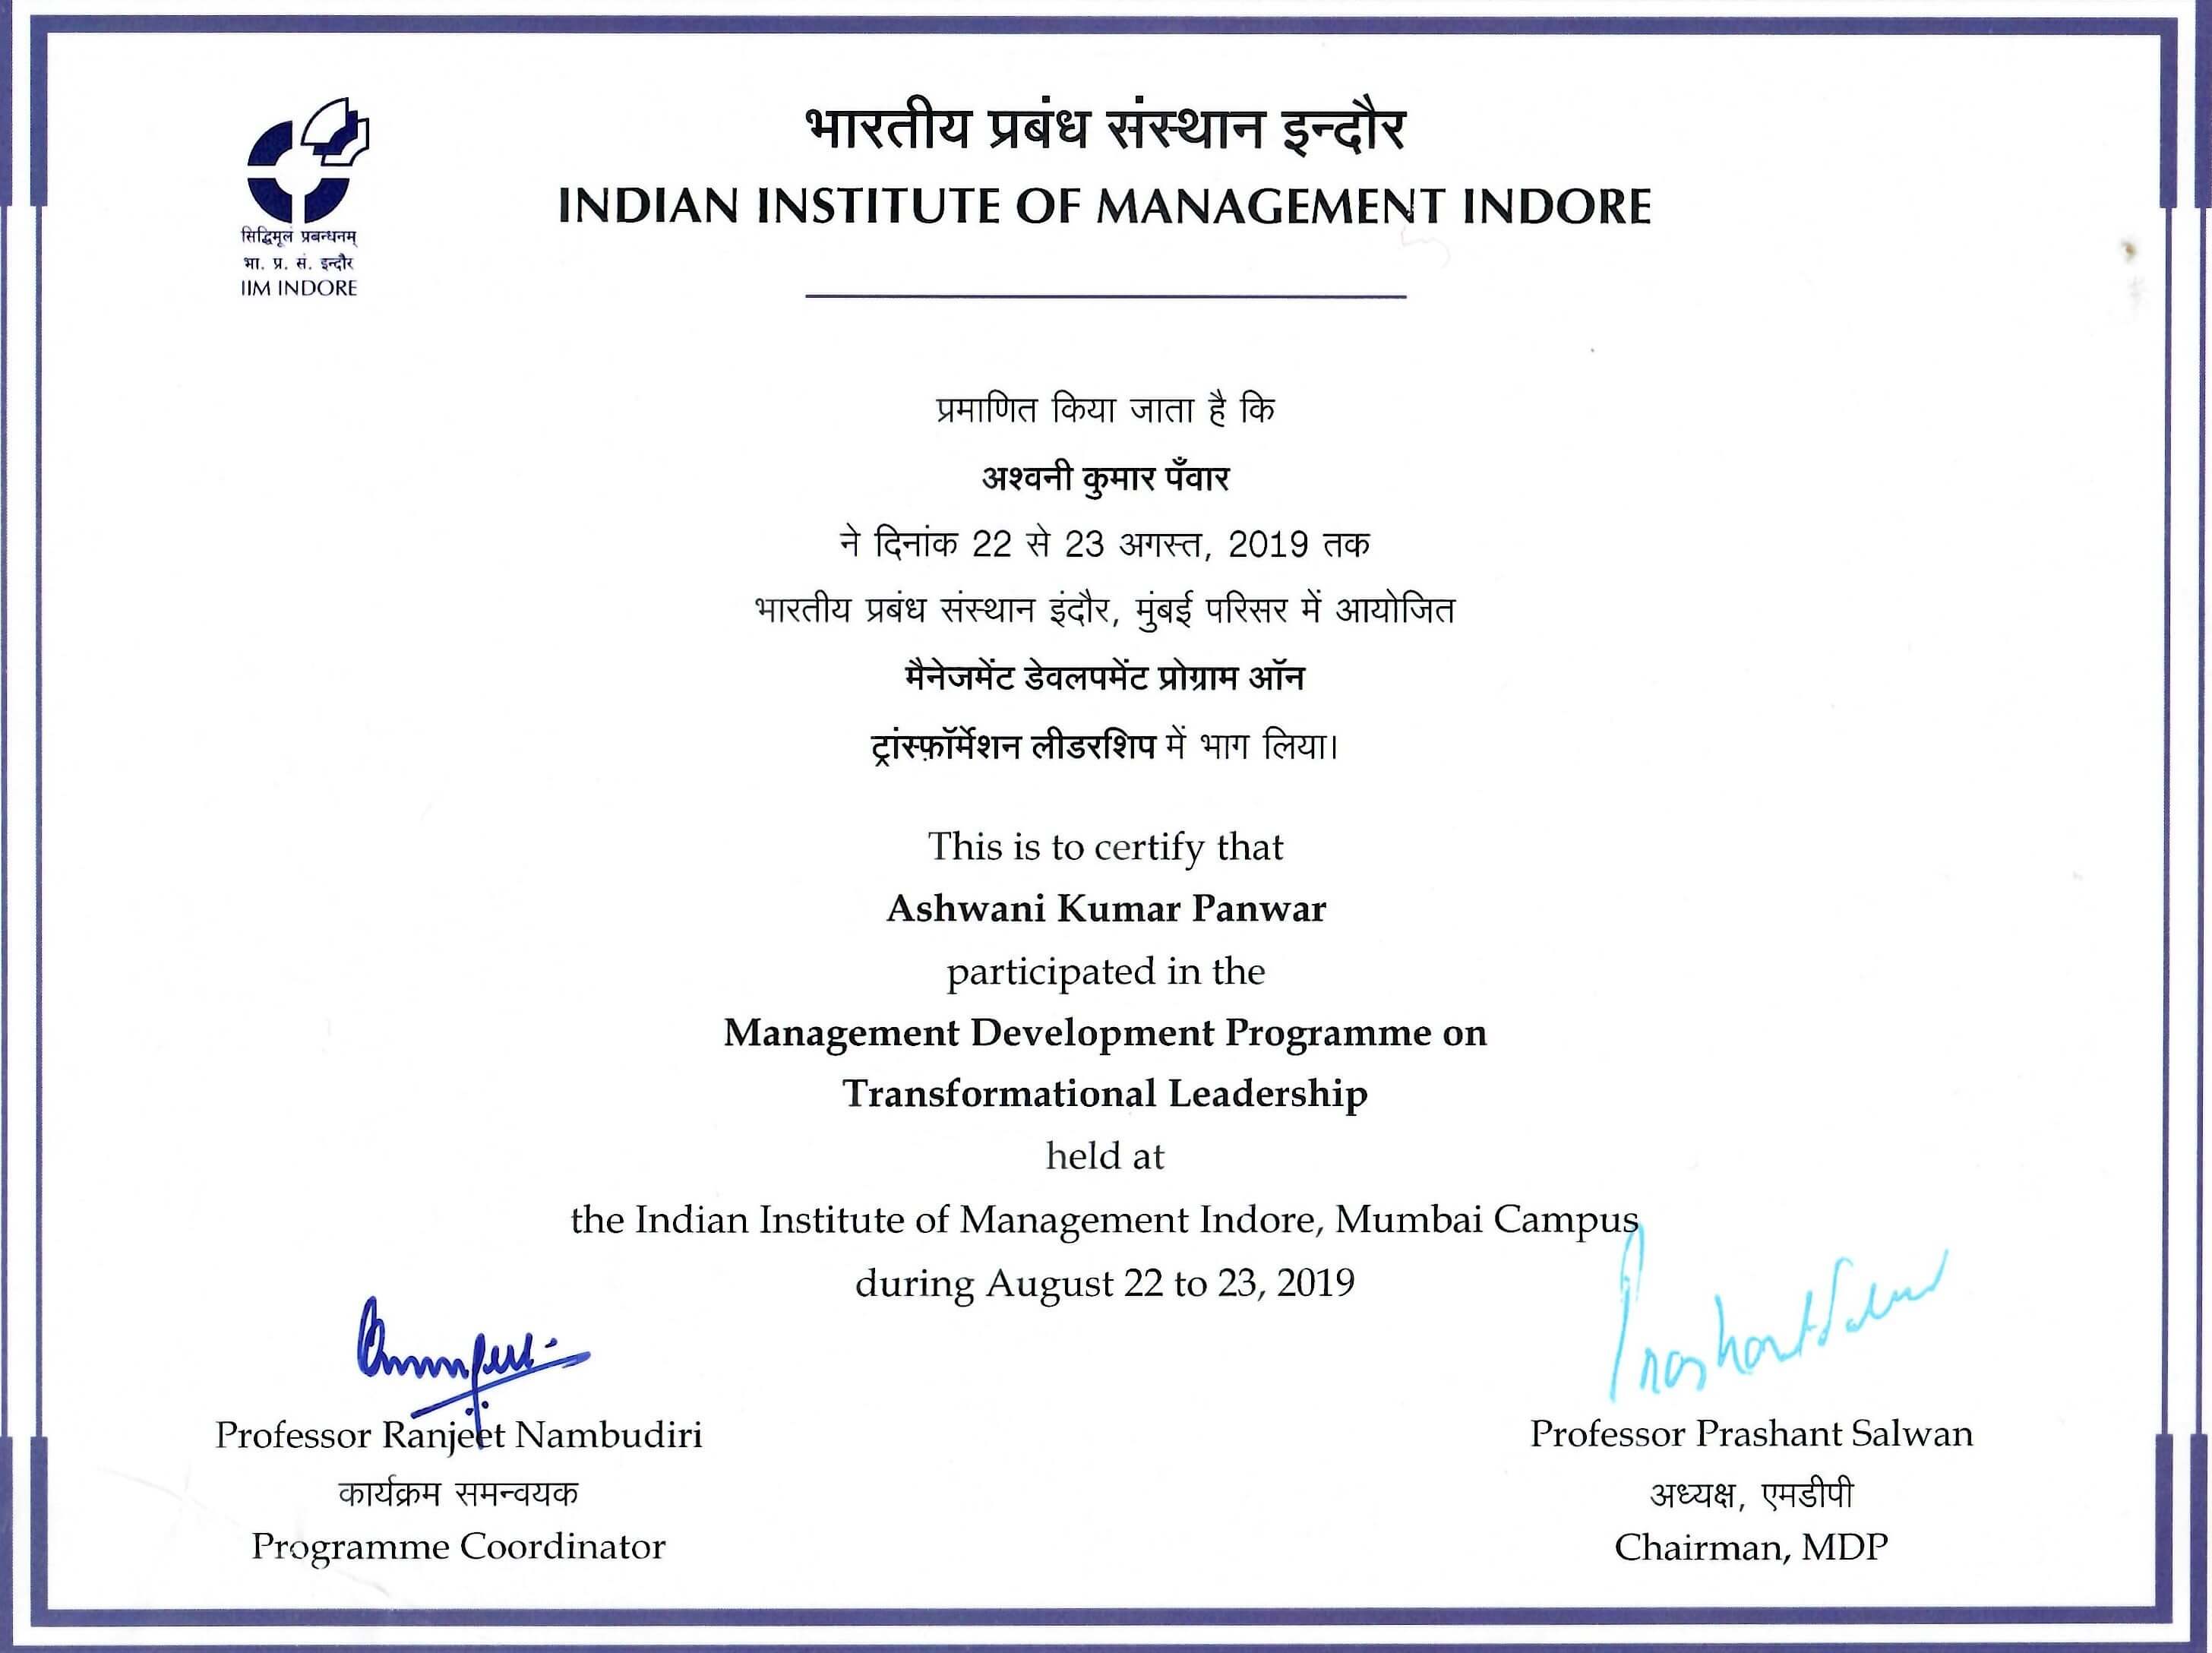 भारतीय प्रबंध संस्थान इन्दौर
INDIAN INSTITUTE OF MANAGEMENT INDORE
सिद्धिमूलं प्रबन्धनम्
भा. प्र. सं. इन्दौर
IIM INDORE
प्रमाणित किया जाता है कि
अश्वनी कुमार पँवार
ने दिनांक 22 से 23 अगस्त, 2019 तक
भारतीय प्रबंध संस्थान इंदौर, मुंबई परिसर में आयोजित
मैनेजमेंट डेवलपमेंट प्रोग्राम ऑन
ट्रांस्फ़ॉर्मेशन लीडरशिप में भाग लिया।
This is to certify that
Ashwani Kumar Panwar
participated in the
Management Development Programme on
Transformational Leadership
held at
the Indian Institute of Management Indore, Mumbai Campus
during August 22 to 23, 2019
Prashant Salwan
Professor Ranjeet Nambudiri
कार्यक्रम समन्वयक
Programme Coordinator
Professor Prashant Salwan
अध्यक्ष, एमडीपी
Chairman, MDP